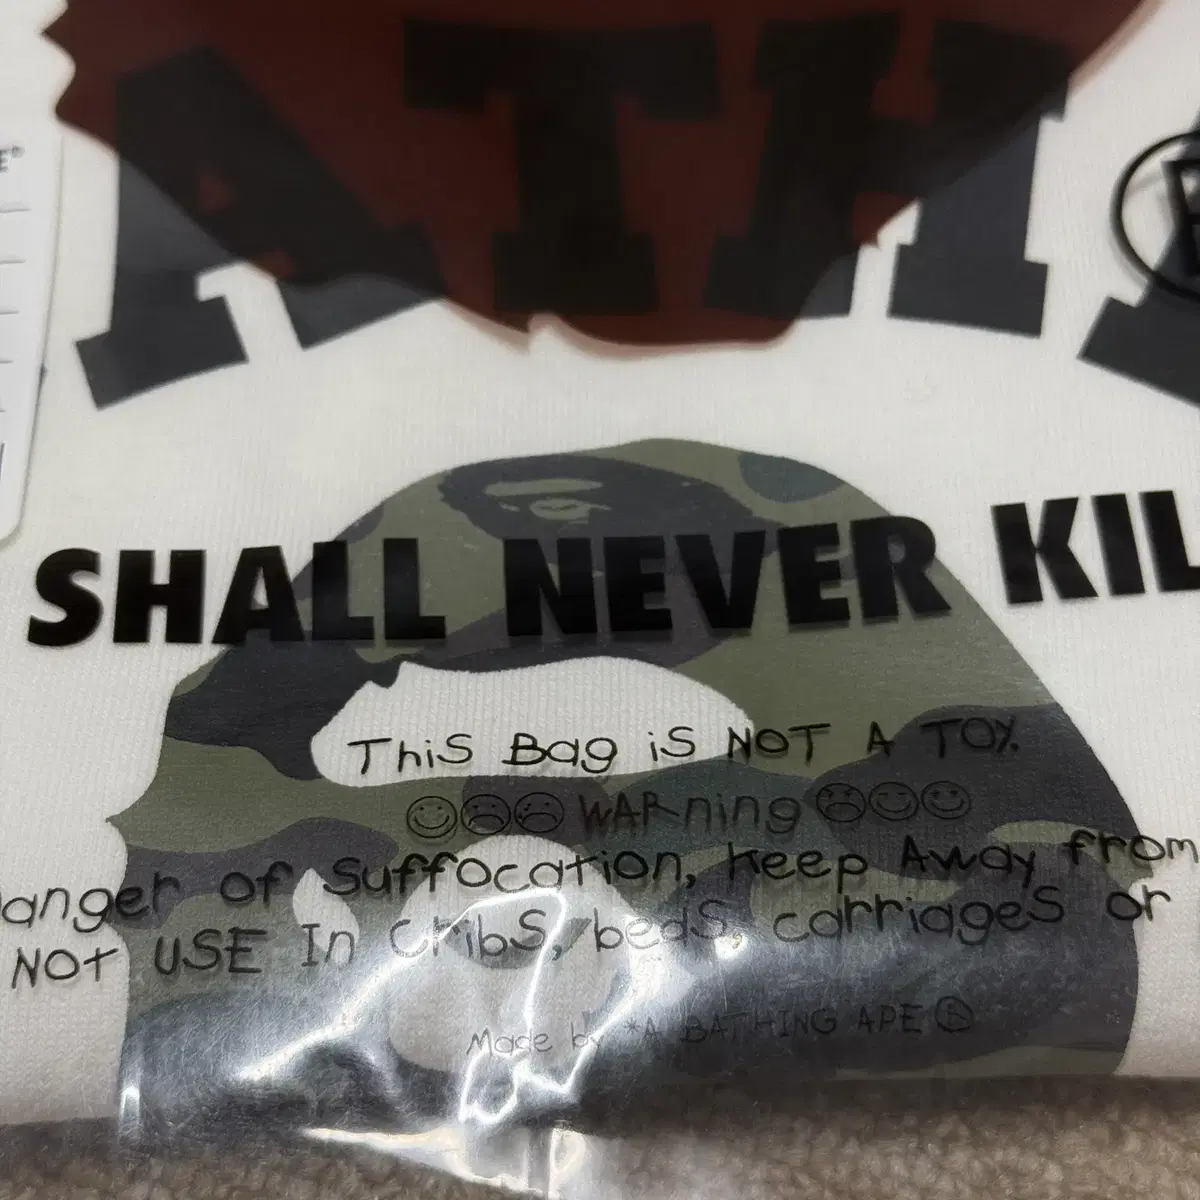 ATH
SHALL NEVER KIL
This Bag is NOT A TOY.
WARning
anger of Suffocation, Keep Away from
NOt USE In Cribs, beds, carriages or
Made by *A BATHING APE